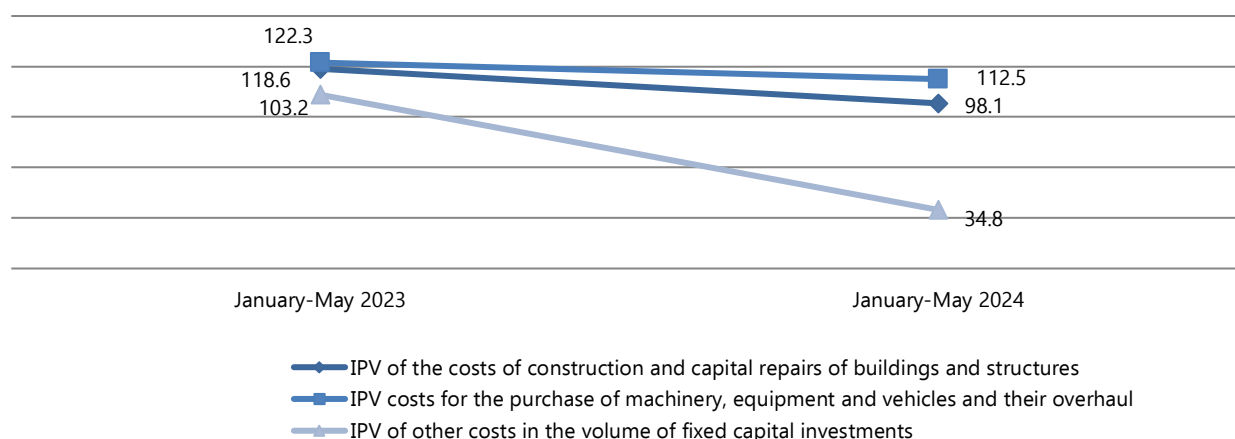 122.3
118.6
103.2
112.5
98.1
34.8
January-May 2023
January-May 2024
IPV of the costs of construction and capital repairs of buildings and structures
IPV costs for the purchase of machinery, equipment and vehicles and their overhaul
IPV of other costs in the volume of fixed capital investments